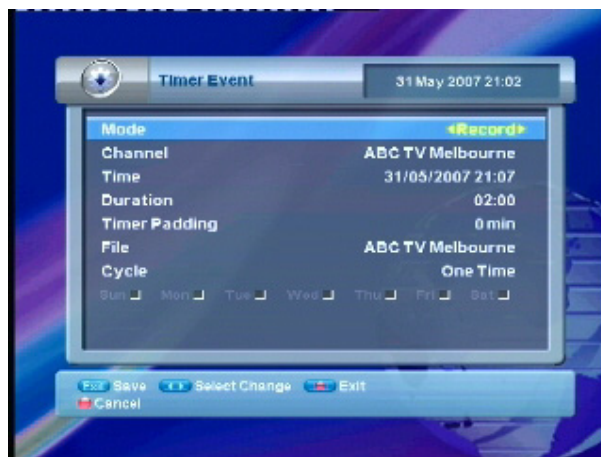 Timer Event 31 May 2007 21:02
Mode Record
Channel ABC TV Melbourne
Time 31/05/2007 21:07
Duration 02:00
Timer Padding 0 min
File ABC TV Melbourne
Cycle One Time
Sun Mon Tue Wed Thu Fri Sat
Exit Save Select Change Exit
Cancel